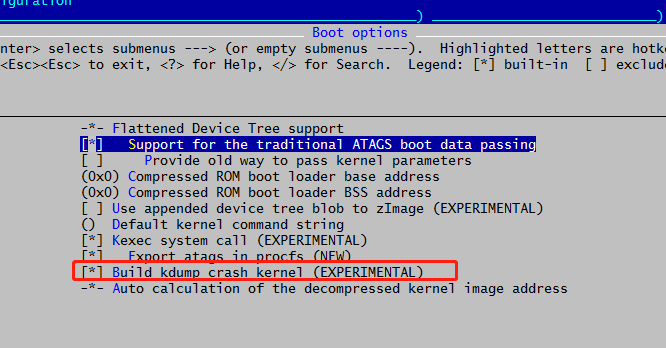 iguration
Boot options
nter> selects submenus ---> (or empty submenus ----).  Highlighted letters are hotke
<Esc><Esc> to exit, <?> for Help, </> for Search.  Legend: [*] built-in  [ ] exclude
-*- Flattened Device Tree support
[*]   Support for the traditional ATAGS boot data passing
[ ]     Provide old way to pass kernel parameters
(0x0) Compressed ROM boot loader base address
(0x0) Compressed ROM boot loader BSS address
[ ] Use appended device tree blob to zImage (EXPERIMENTAL)
()  Default kernel command string
[*] Kexec system call (EXPERIMENTAL)
[*]   Export atags in procfs (NEW)
[*] Build kdump crash kernel (EXPERIMENTAL)
-*- Auto calculation of the decompressed kernel image address